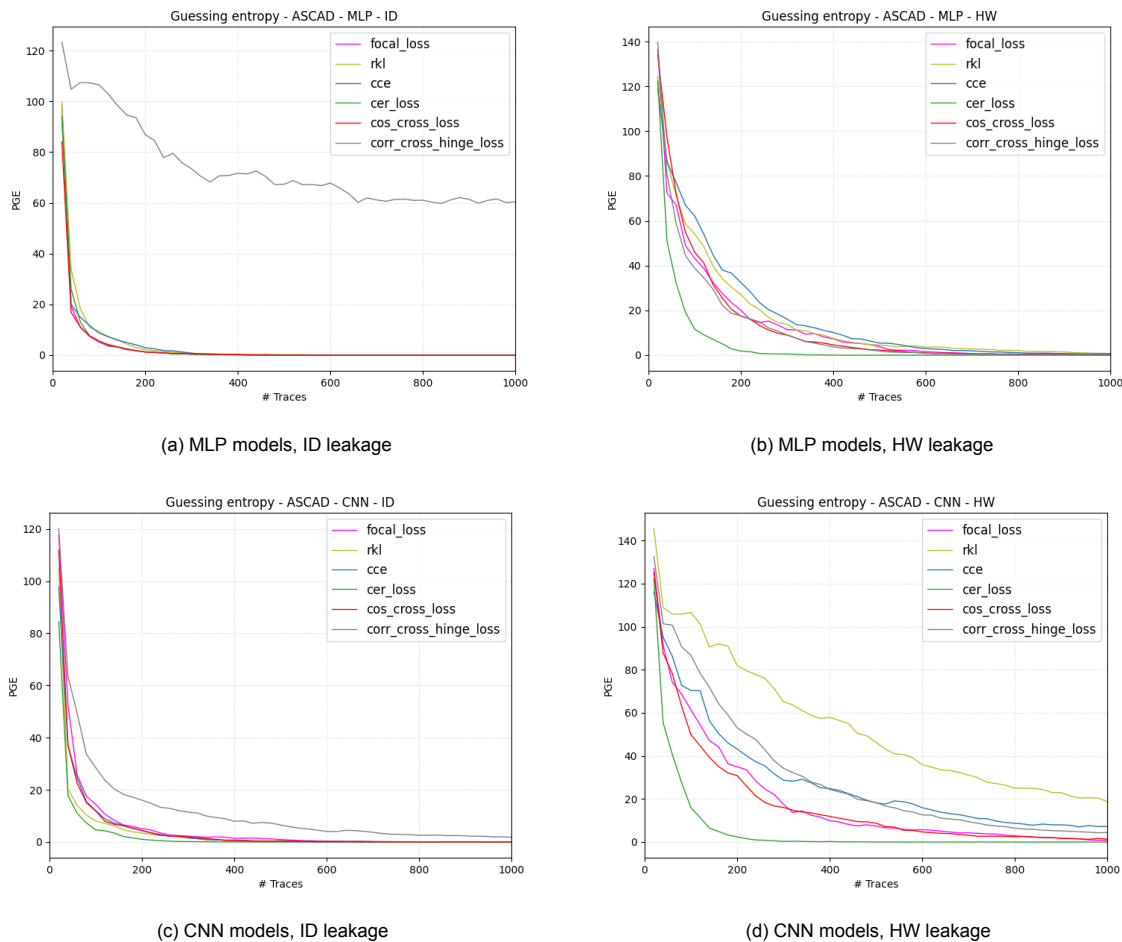 Guessing entropy - ASCAD - MLP - ID
focal_loss
rkl
cce
cer_loss
cos_cross_loss
corr_cross_hinge_loss
PGE
120
100
80
60
40
20
0
0 200 400 600 800 1000
# Traces
(a) MLP models, ID leakage
Guessing entropy - ASCAD - MLP - HW
focal_loss
rkl
cce
cer_loss
cos_cross_loss
corr_cross_hinge_loss
PGE
140
120
100
80
60
40
20
0
0 200 400 600 800 1000
# Traces
(b) MLP models, HW leakage
Guessing entropy - ASCAD - CNN - ID
focal_loss
rkl
cce
cer_loss
cos_cross_loss
corr_cross_hinge_loss
PGE
120
100
80
60
40
20
0
0 200 400 600 800 1000
# Traces
(c) CNN models, ID leakage
Guessing entropy - ASCAD - CNN - HW
focal_loss
rkl
cce
cer_loss
cos_cross_loss
corr_cross_hinge_loss
PGE
140
120
100
80
60
40
20
0
0 200 400 600 800 1000
# Traces
(d) CNN models, HW leakage